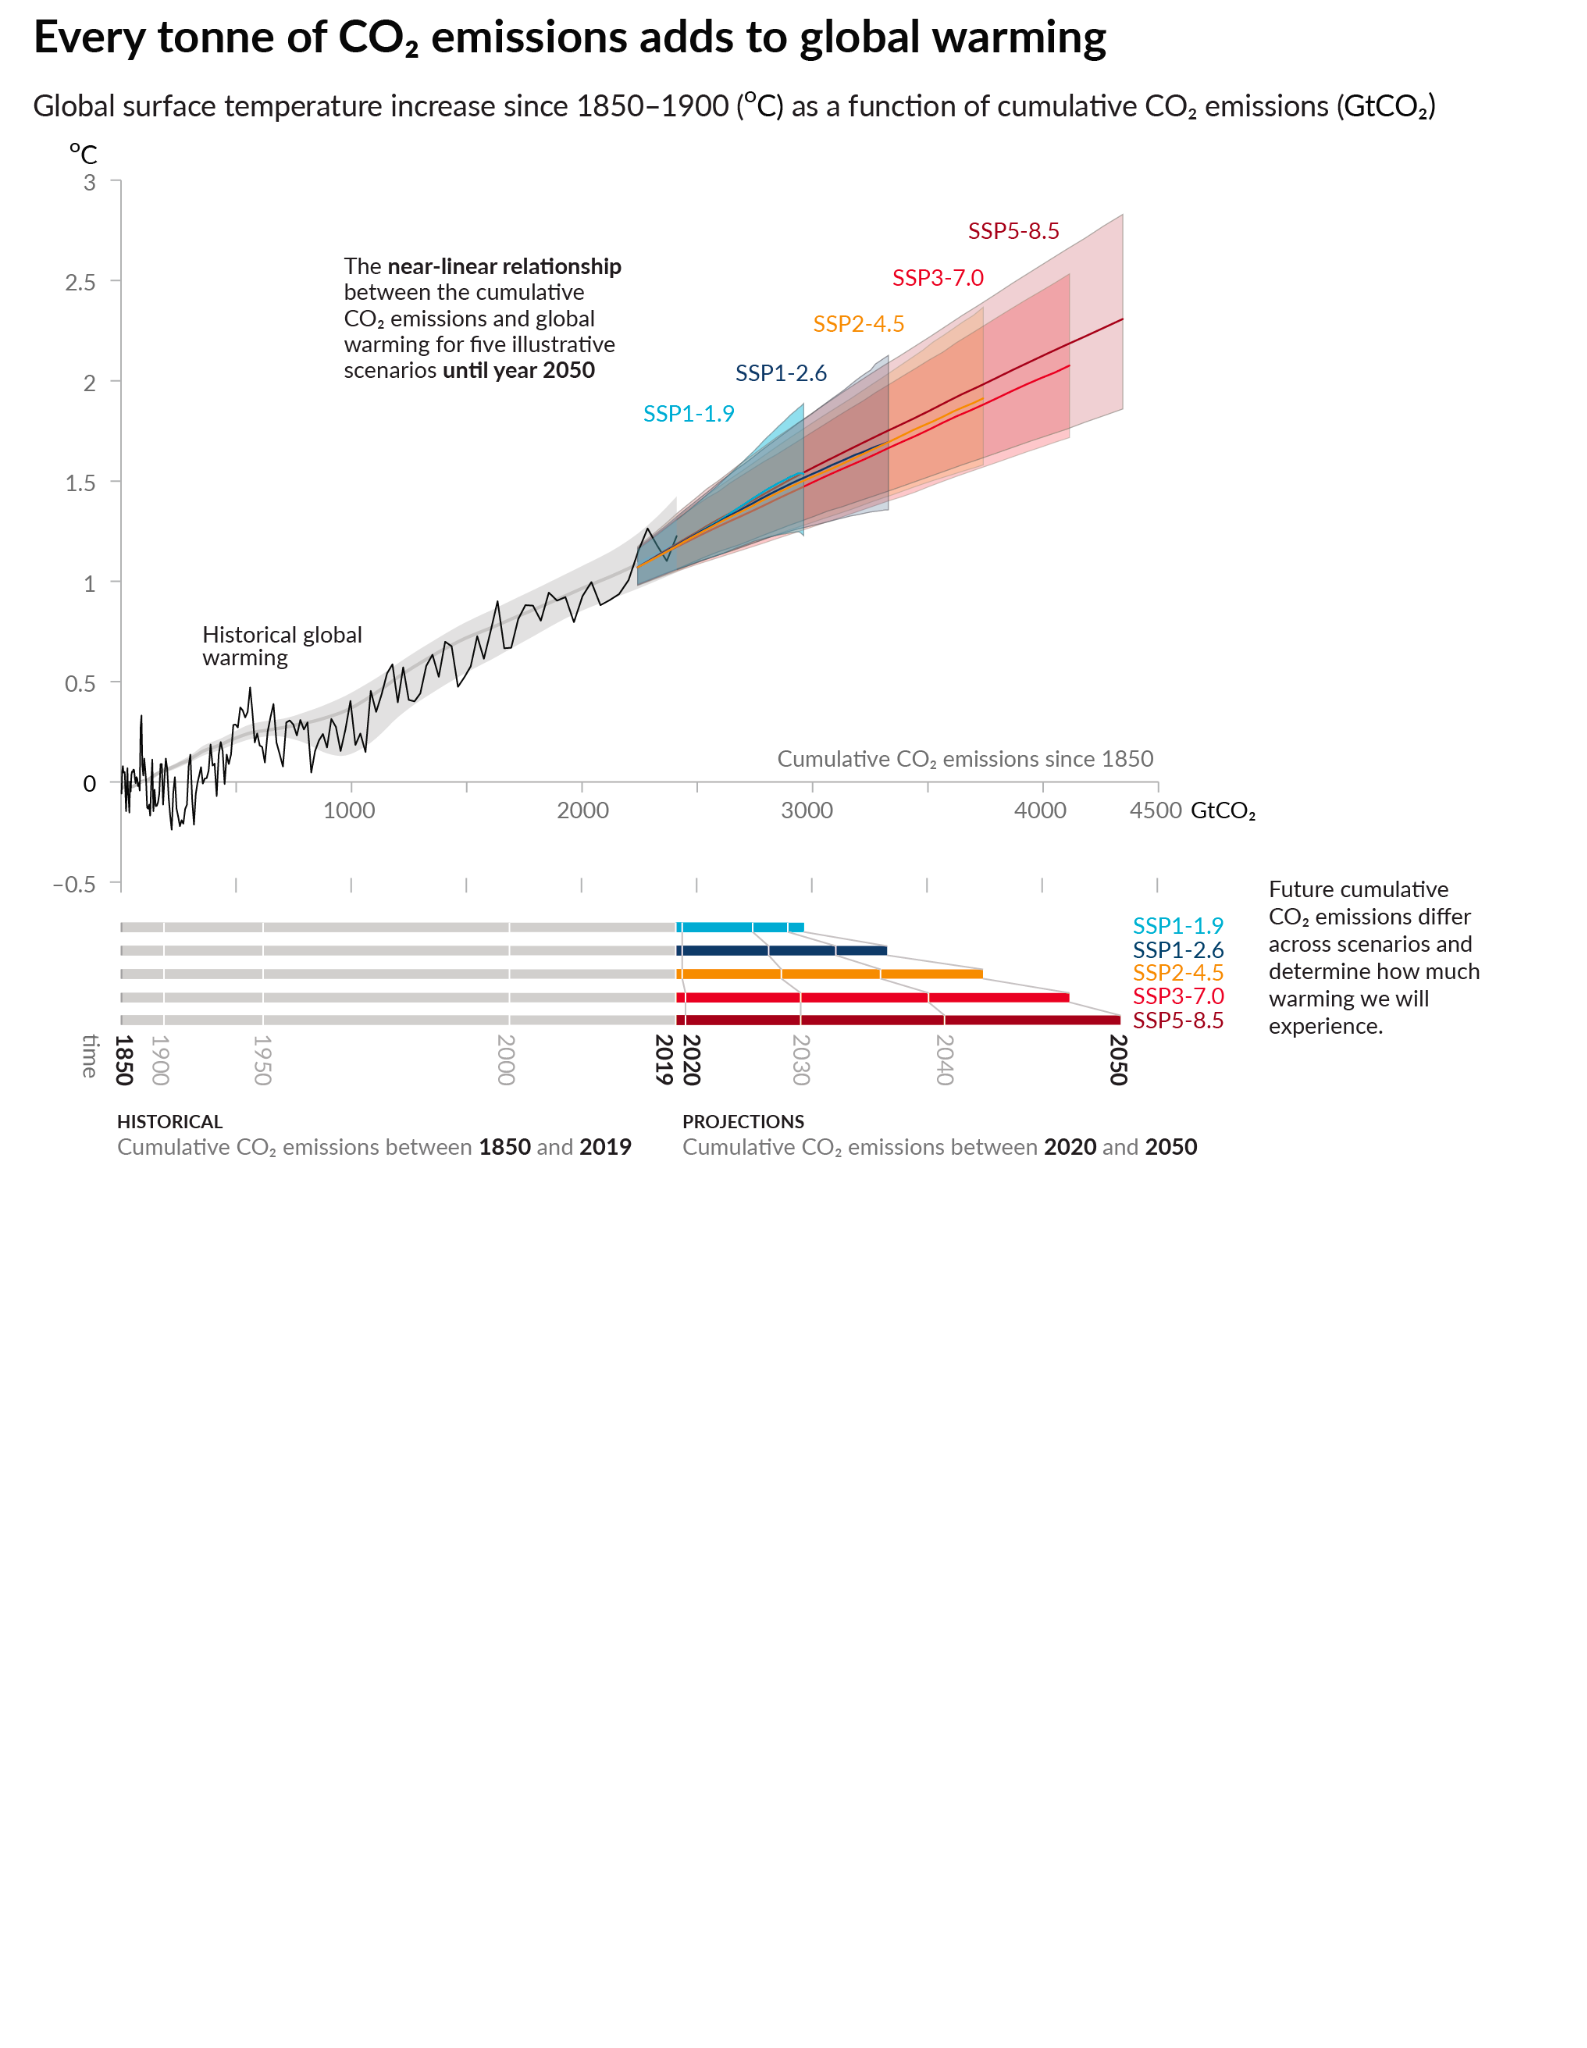 Every tonne of CO₂ emissions adds to global warming
Global surface temperature increase since 1850–1900 (ºC) as a function of cumulative CO₂ emissions (GtCO₂)
ºC
3
2.5
2
1.5
1
0.5
0
–0.5
The near-linear relationship
between the cumulative
CO₂ emissions and global
warming for five illustrative
scenarios until year 2050
SSP5-8.5
SSP3-7.0
SSP2-4.5
SSP1-2.6
SSP1-1.9
Historical global
warming
Cumulative CO₂ emissions since 1850
1000 2000 3000 4000 4500 GtCO₂
SSP1-1.9
SSP1-2.6
SSP2-4.5
SSP3-7.0
SSP5-8.5
Future cumulative
CO₂ emissions differ
across scenarios and
determine how much
warming we will
experience.
time 1850 1900 1950 2000 2019 2020 2030 2040 2050
HISTORICAL
Cumulative CO₂ emissions between 1850 and 2019
PROJECTIONS
Cumulative CO₂ emissions between 2020 and 2050